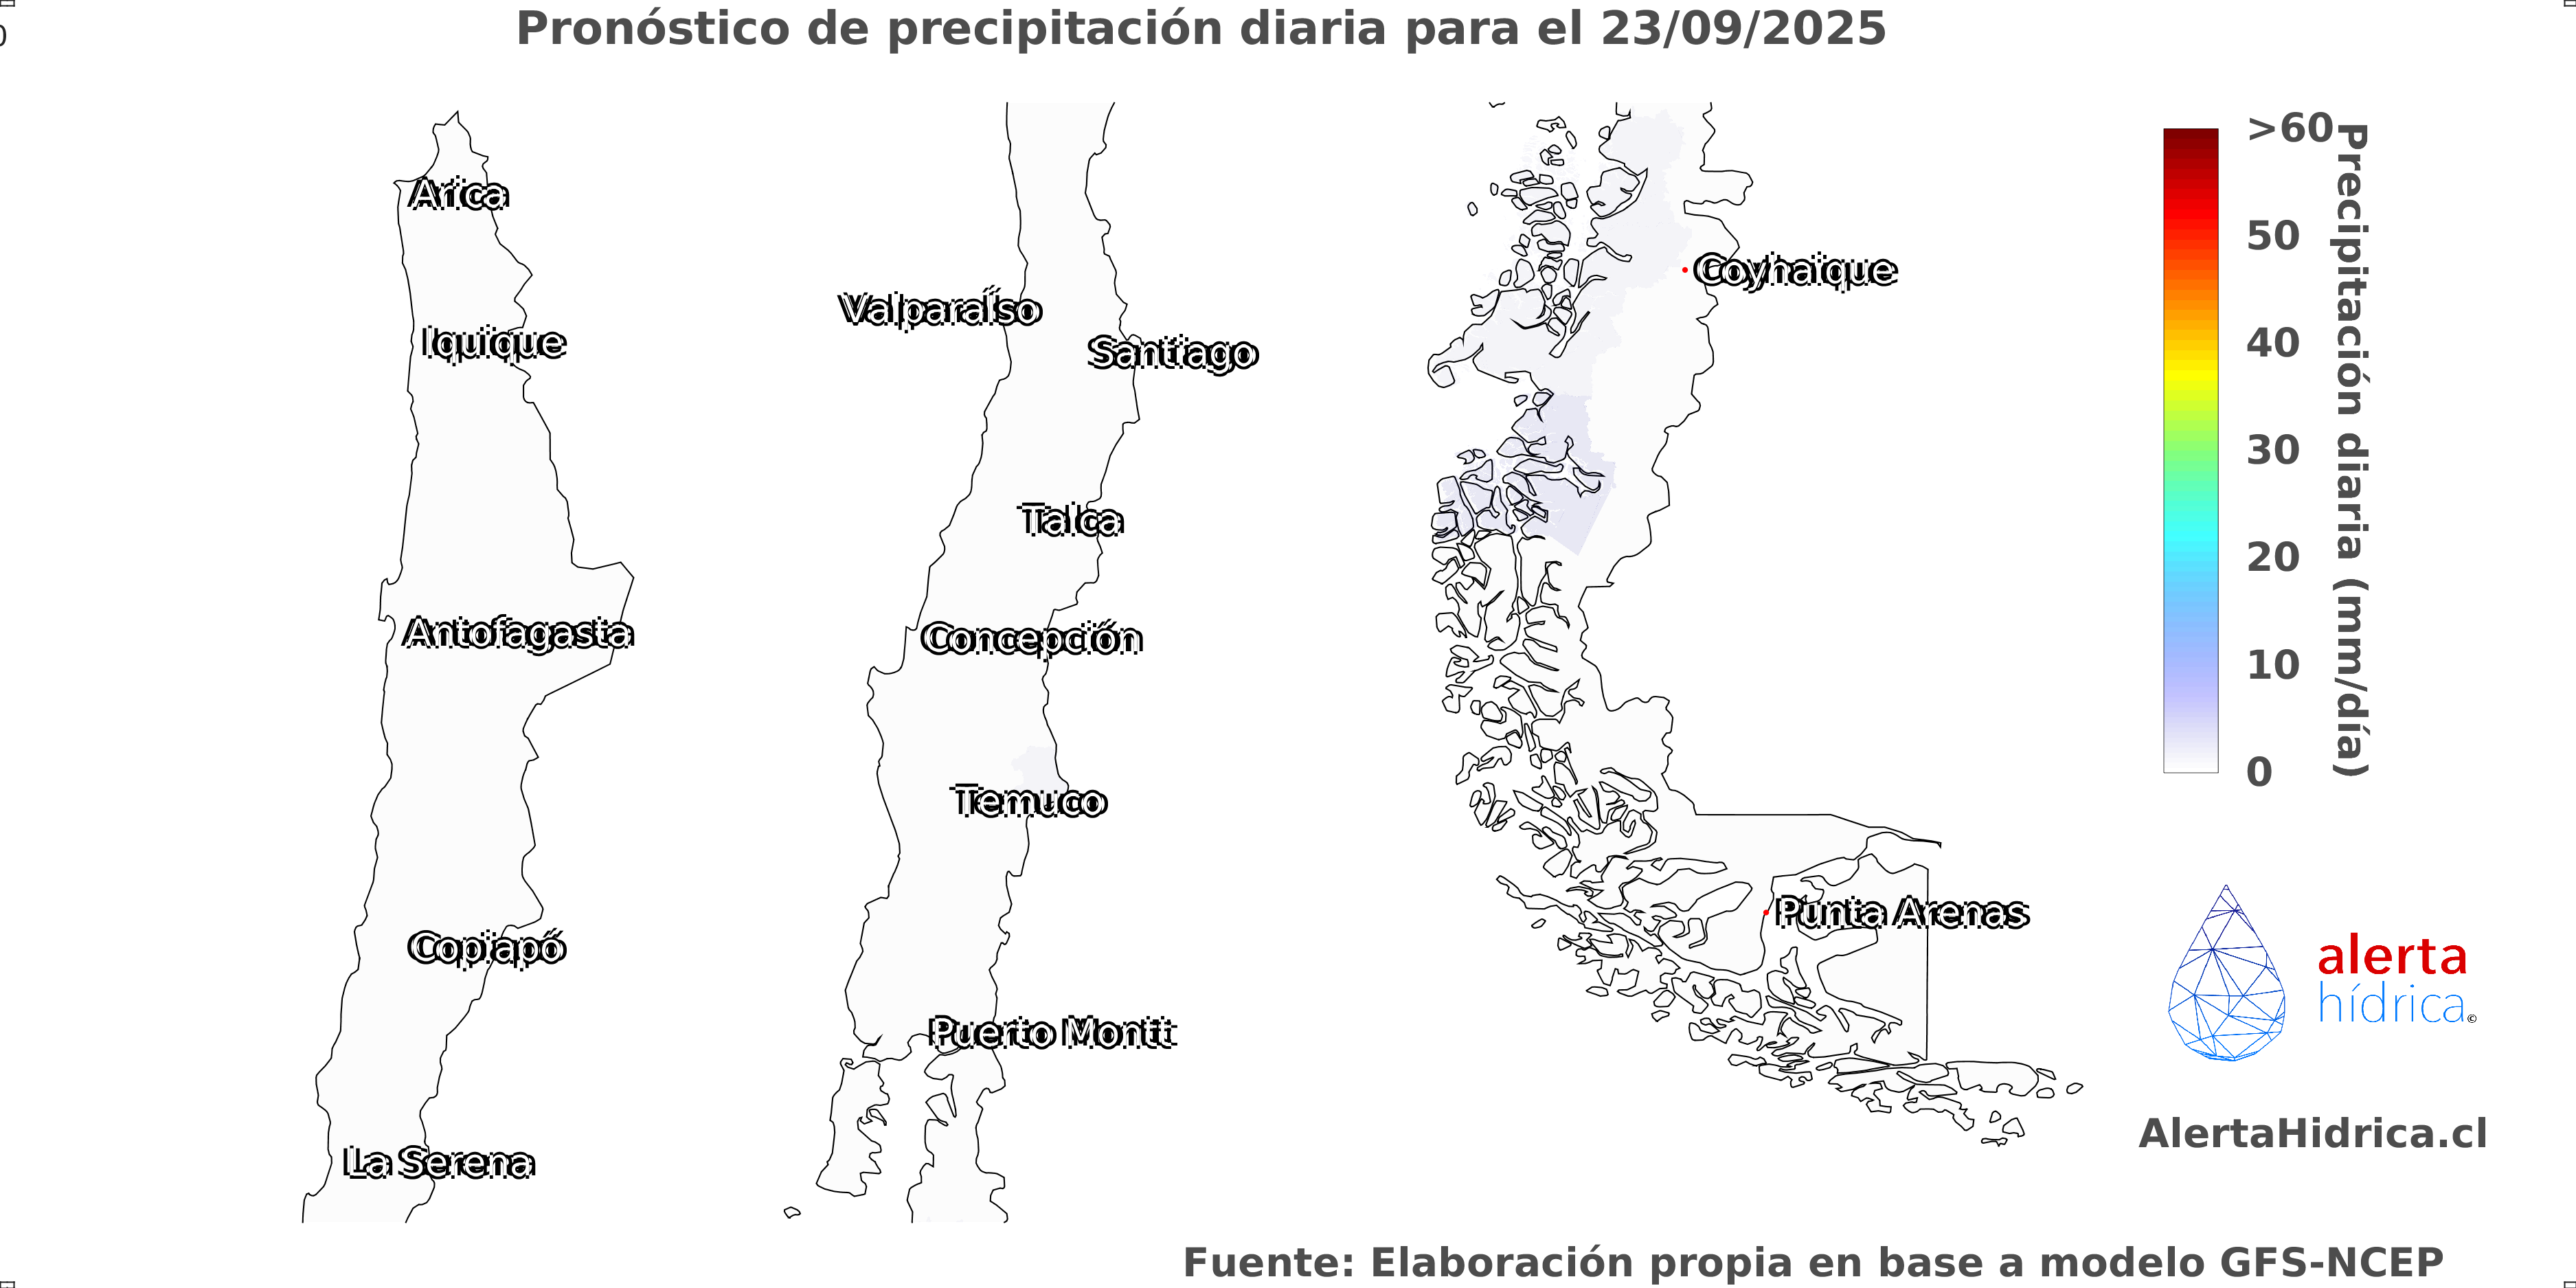 Pronóstico de precipitación diaria para el 23/09/2025
0
Arica
Iquique
Antofagasta
Copiapó
La Serena
Valparaíso
Santiago
Talca
Concepción
Temuco
Puerto Montt
Coyhaique
Punta Arenas
>60
50
40
30
20
10
0
Precipitación diaria (mm/día)
alerta
hídrica©
AlertaHidrica.cl
Fuente: Elaboración propia en base a modelo GFS-NCEP